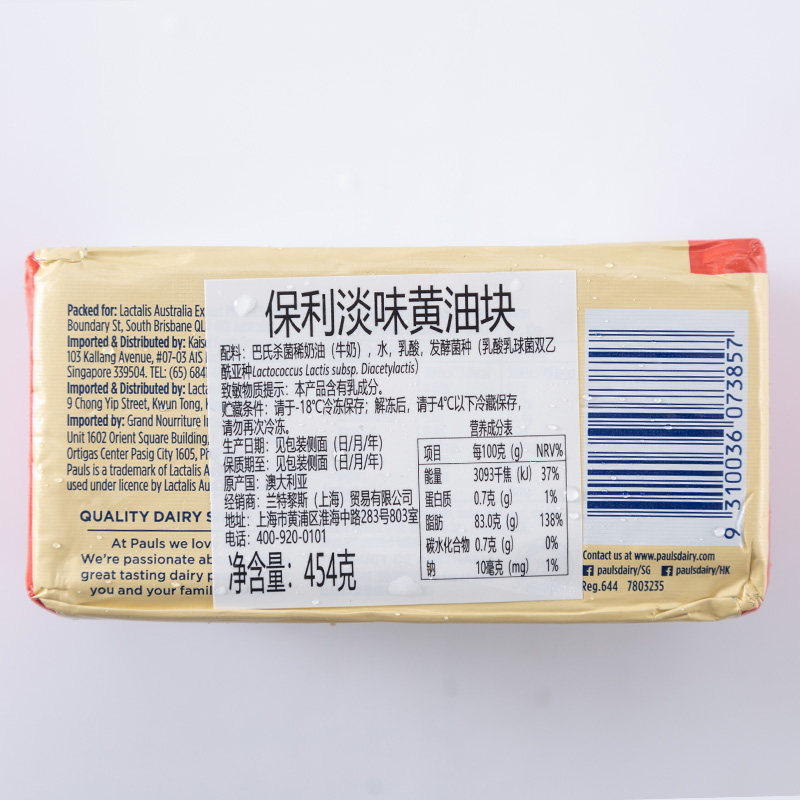 Packed for: Lactalis Australia Ex
Boundary St, South Brisbane QL
Imported & Distributed by: Kais
103 Kallang Avenue, #07-03 AIS
Singapore 339504. TEL: (65) 684
Imported & Distributed by: Lacta
9 Chong Yip Street, Kwun Tong,
Imported by: Grand Nourriture I
Unit 1602 Orient Square Building,
Ortigas Center Pasig City 1605, Ph
Pauls is a trademark of Lactalis A
used under licence by Lactalis Au
QUALITY DAIRY S
At Pauls we lov
We're passionate ab
great tasting dairy p
you and your famil
保利淡味黄油块
配料：巴氏杀菌稀奶油（牛奶），水，乳酸，发酵菌种（乳酸乳球菌双乙
酰亚种Lactococcus Lactis subsp. Diacetylactis）
致敏物质提示：本产品含有乳成分。
贮藏条件：请于-18℃冷冻保存；解冻后，请于4℃以下冷藏保存，
请勿再次冷冻。
生产日期：见包装侧面（日/月/年）
保质期至：见包装侧面（日/月/年）
原产国：澳大利亚
经销商：兰特黎斯（上海）贸易有限公司
地址：上海市黄浦区淮海中路283号803室
电话：400-920-0101
净含量：454克
营养成分表
项目 每100克（g） NRV%
能量 3093千焦（kJ） 37%
蛋白质 0.7克（g） 1%
脂肪 83.0克（g） 138%
碳水化合物 0.7克（g） 0%
钠 10毫克（mg） 1%
9 310036 073857
Contact us at www.paulsdairy.com
paulsdairy/SG paulsdairy/HK
Reg.644 7803235